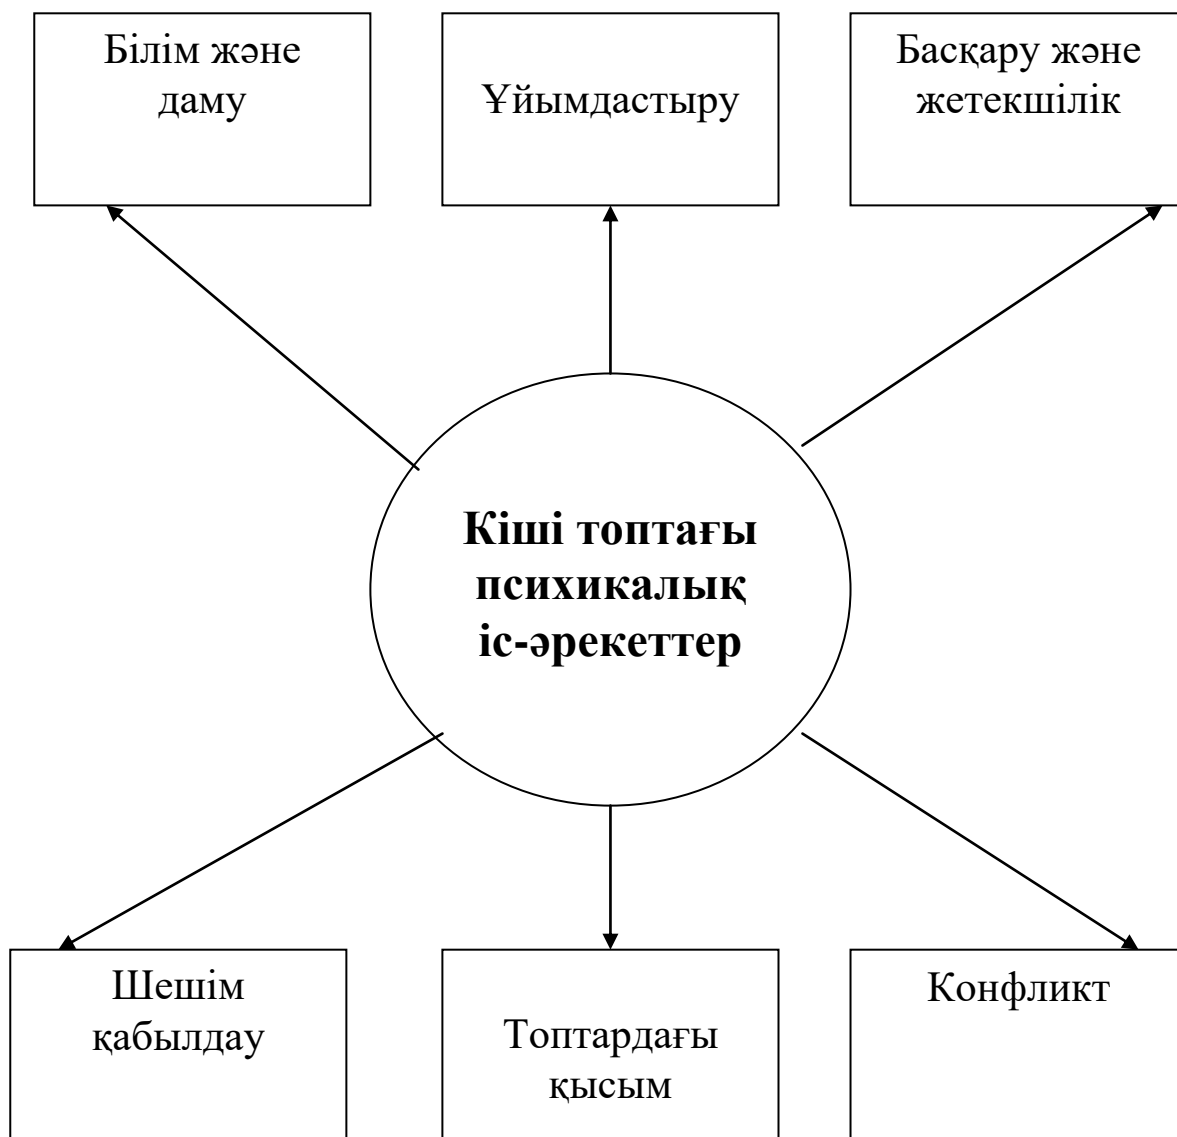 Білім және
даму
Ұйымдастыру
Басқару және
жетекшілік
Кіші топтағы
психикалық
іс-әрекеттер
Шешім
қабылдау
Топтардағы
қысым
Конфликт